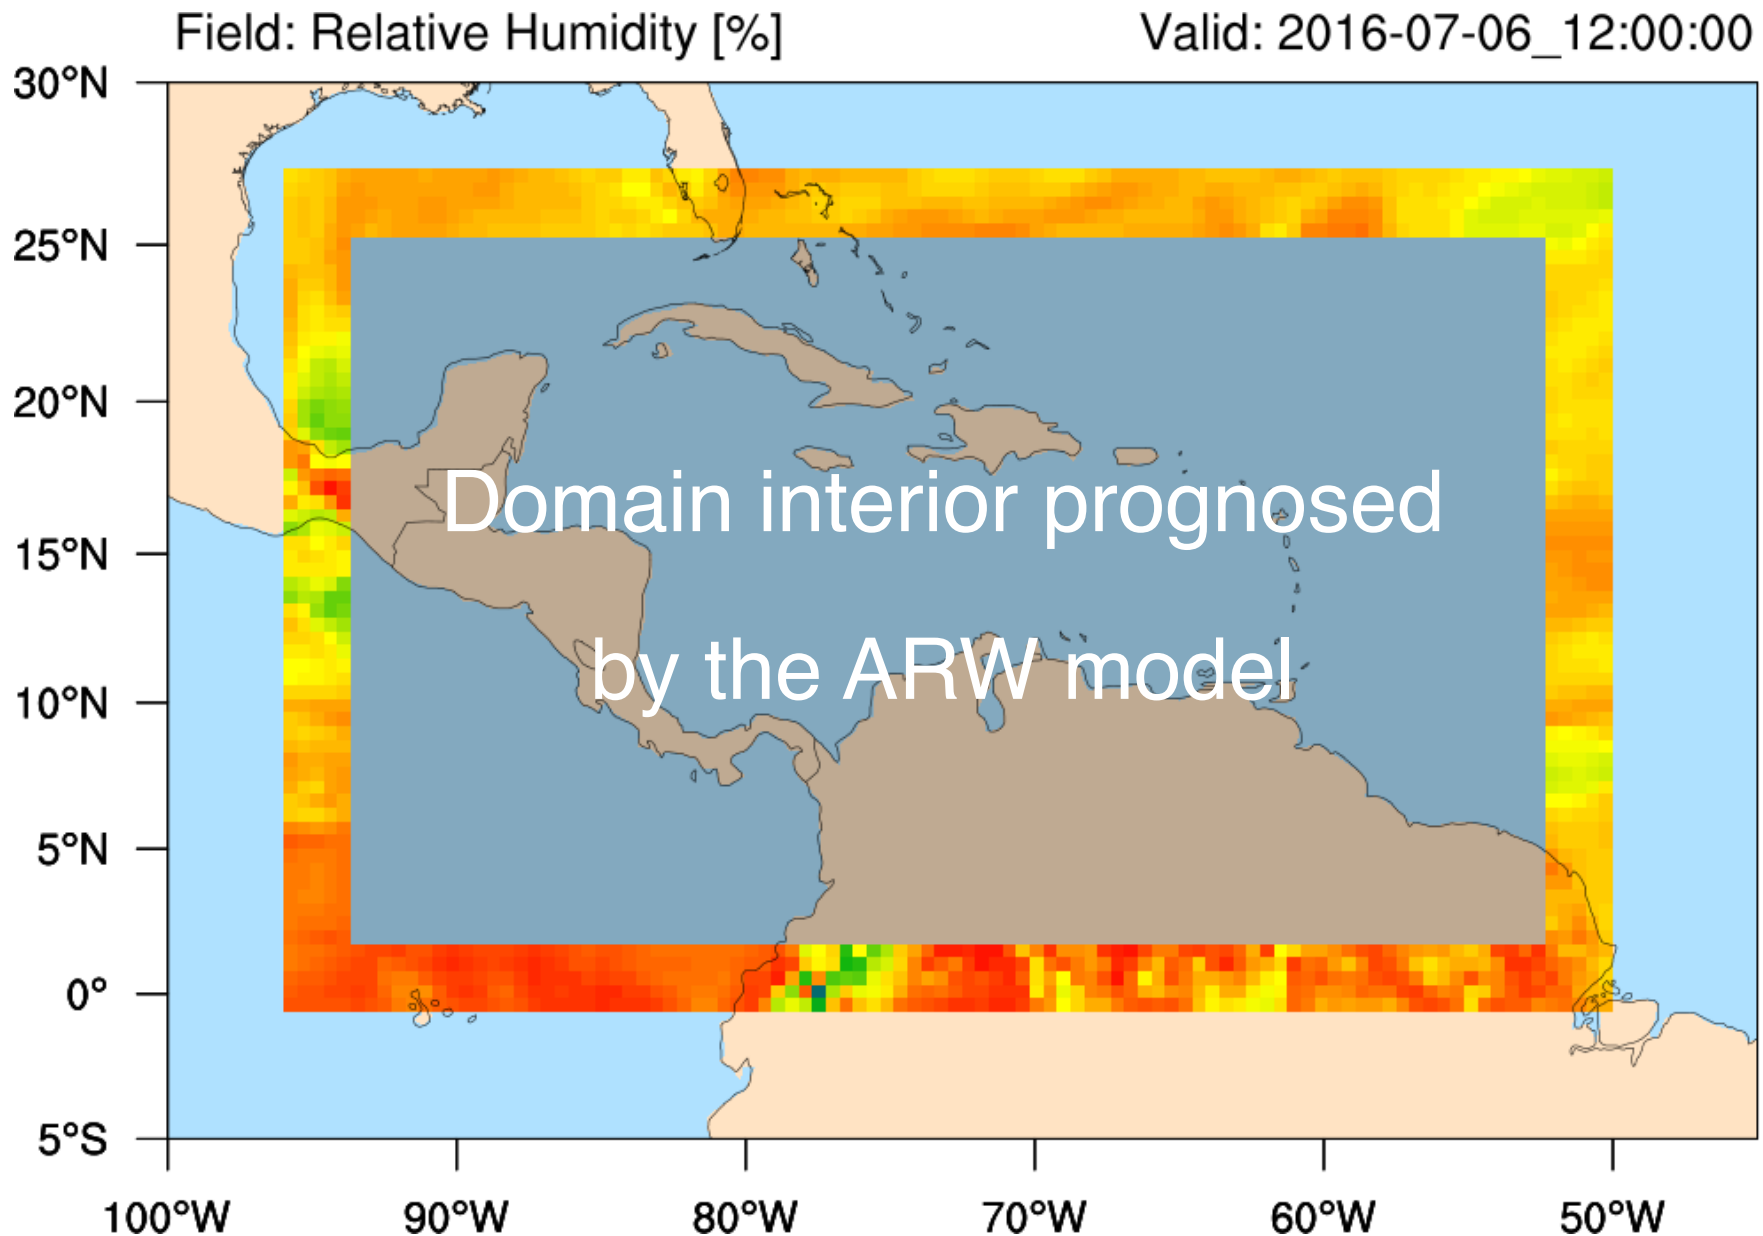 Field: Relative Humidity [%] Valid: 2016-07-06_12:00:00
30°N
25°N
20°N
15°N
10°N
5°N
0°
5°S
Domain interior prognosed
by the ARW model
100°W 90°W 80°W 70°W 60°W 50°W